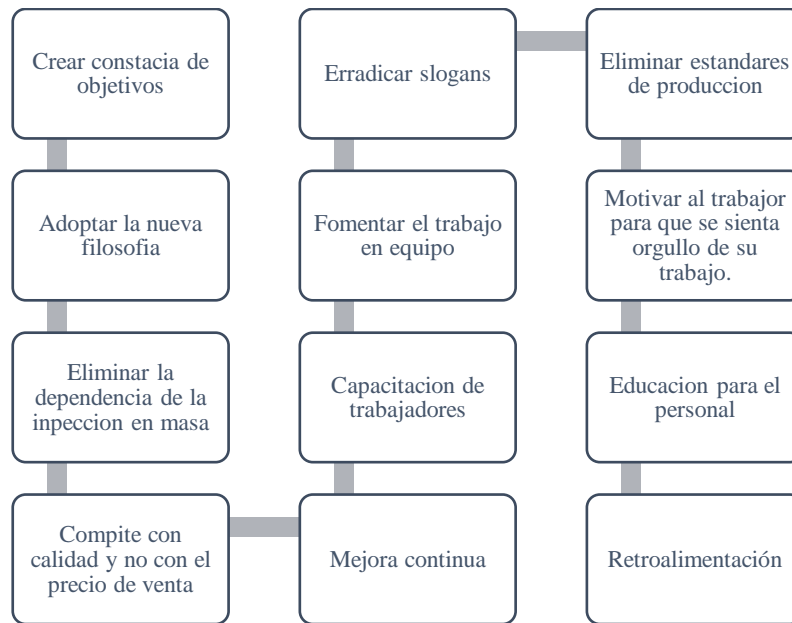 Crear constacia de
objetivos
Adoptar la nueva
filosofia
Eliminar la
dependencia de la
inpeccion en masa
Compite con
calidad y no con el
precio de venta
Mejora continua
Capacitacion de
trabajadores
Fomentar el trabajo
en equipo
Erradicar slogans
Eliminar estandares
de produccion
Motivar al trabajor
para que se sienta
orgullo de su
trabajo.
Educacion para el
personal
Retroalimentación